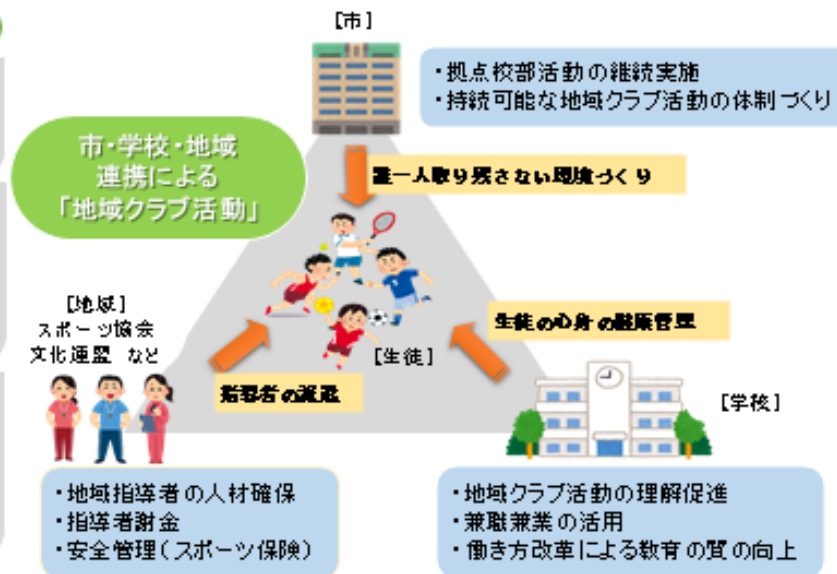 [市]
・拠点校部活動の継続実施
・持続可能な地域クラブ活動の体制づくり
市・学校・地域
連携による
「地域クラブ活動」
誰一人取り残さない環境づくり
[地域]
スポーツ協会
文化連盟 など
[生徒]
生徒の心身の健康管理
指導者の派遣
[学校]
・地域指導者の人材確保
・指導者謝金
・安全管理(スポーツ保険)
・地域クラブ活動の理解促進
・兼職兼業の活用
・働き方改革による教育の質の向上